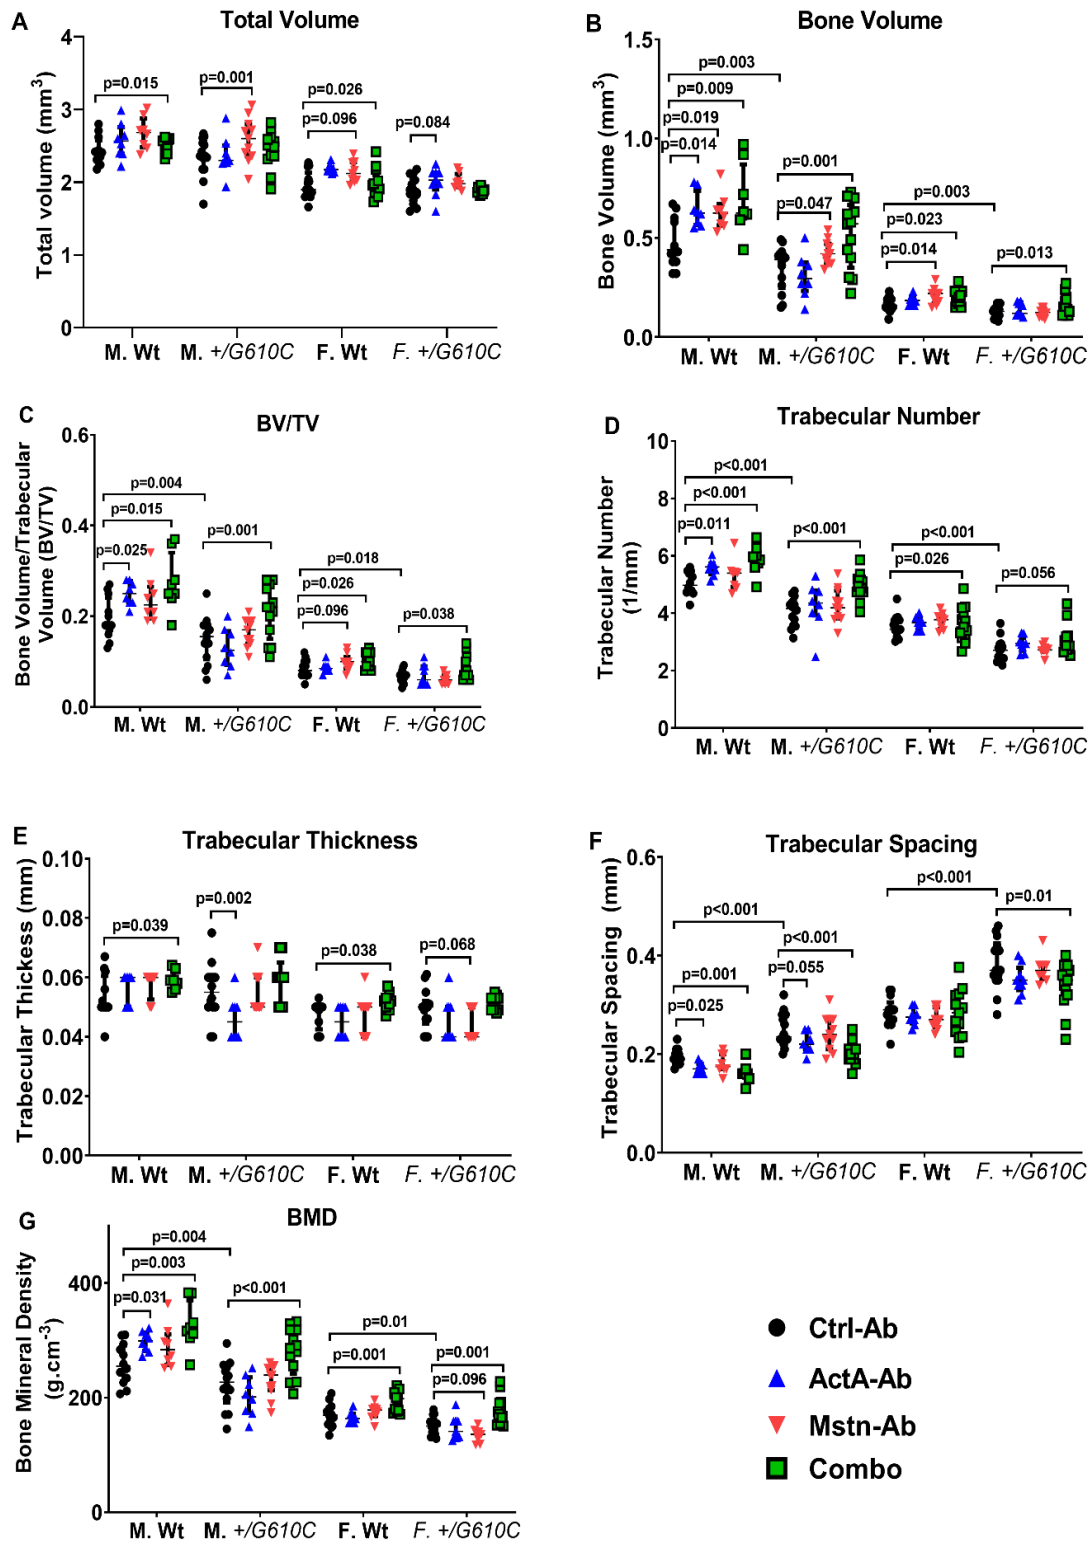 A
Total Volume
Total volume (mm3)
4
3
2
1
0
p=0.015
p=0.001
p=0.026
p=0.096
p=0.084
M. Wt
M. +/G610C
F. Wt
F. +/G610C
B
Bone Volume
Bone Volume (mm3)
1.5
1.0
0.5
0.0
p=0.003
p=0.009
p=0.019
p=0.014
p=0.001
p=0.047
p=0.003
p=0.023
p=0.014
p=0.013
M. Wt
M. +/G610C
F. Wt
F. +/G610C
C
BV/TV
Bone Volume/Trabecular
Volume (BV/TV)
0.6
0.4
0.2
0.0
p=0.004
p=0.015
p=0.025
p=0.001
p=0.018
p=0.026
p=0.096
p=0.038
M. Wt
M. +/G610C
F. Wt
F. +/G610C
D
Trabecular Number
Trabecular Number
(1/mm)
10
8
6
4
2
0
p<0.001
p<0.001
p=0.011
p<0.001
p<0.001
p=0.026
p=0.056
M. Wt
M. +/G610C
F. Wt
F. +/G610C
E
Trabecular Thickness
Trabecular Thickess (mm)
0.10
0.08
0.06
0.04
0.02
0.00
p=0.039
p=0.002
p=0.038
p=0.068
M. Wt
M. +/G610C
F. Wt
F. +/G610C
F
Trabecular Spacing
Trabecular Spacing (mm)
0.6
0.4
0.2
0.0
p<0.001
p=0.001
p=0.025
p<0.001
p=0.055
p<0.001
p=0.01
M. Wt
M. +/G610C
F. Wt
F. +/G610C
G
BMD
Bone Mineral Density
(g.cm-3)
400
200
0
p=0.004
p=0.003
p=0.031
p<0.001
p=0.01
p=0.001
p=0.001
p=0.096
M. Wt
M. +/G610C
F. Wt
F. +/G610C
Ctrl-Ab
ActA-Ab
Mstn-Ab
Combo